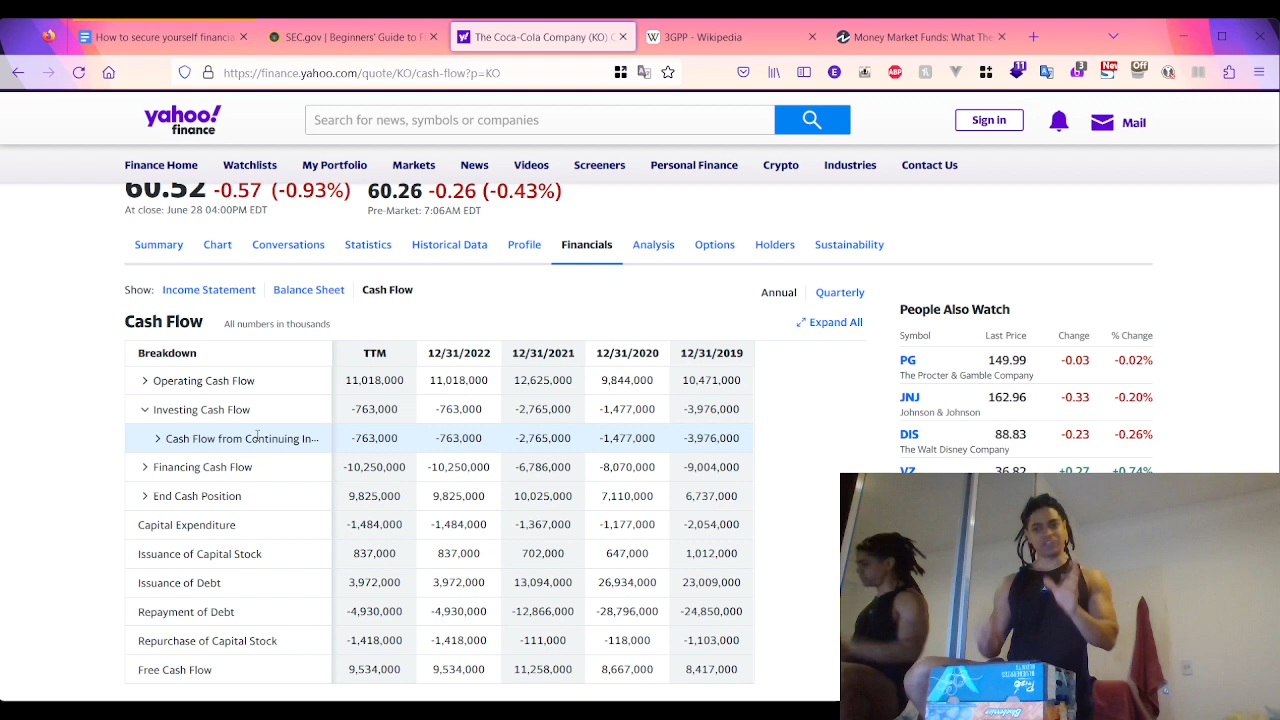 How to secure yourself financia
SEC.gov | Beginners' Guide to F
The Coca-Cola Company (KO) C
3GPP - Wikipedia
Money Market Funds: What The
https://finance.yahoo.com/quote/KO/cash-flow?p=KO
E
ABP
11
3
New
Off
yahoo!
finance
Search for news, symbols or companies
Sign in
Mail
Finance Home Watchlists My Portfolio Markets News Videos Screeners Personal Finance Crypto Industries Contact Us
60.52 -0.57 (-0.93%) 60.26 -0.26 (-0.43%)
At close: June 28 04:00PM EDT Pre-Market: 7:06AM EDT
Summary Chart Conversations Statistics Historical Data Profile Financials Analysis Options Holders Sustainability
Show: Income Statement Balance Sheet Cash Flow Annual Quarterly
Cash Flow All numbers in thousands Expand All
Breakdown TTM 12/31/2022 12/31/2021 12/31/2020 12/31/2019
Operating Cash Flow 11,018,000 11,018,000 12,625,000 9,844,000 10,471,000
Investing Cash Flow -763,000 -763,000 -2,765,000 -1,477,000 -3,976,000
Cash Flow from Continuing In... -763,000 -763,000 -2,765,000 -1,477,000 -3,976,000
Financing Cash Flow -10,250,000 -10,250,000 -6,786,000 -8,070,000 -9,004,000
End Cash Position 9,825,000 9,825,000 10,025,000 7,110,000 6,737,000
Capital Expenditure -1,484,000 -1,484,000 -1,367,000 -1,177,000 -2,054,000
Issuance of Capital Stock 837,000 837,000 702,000 647,000 1,012,000
Issuance of Debt 3,972,000 3,972,000 13,094,000 26,934,000 23,009,000
Repayment of Debt -4,930,000 -4,930,000 -12,866,000 -28,796,000 -24,850,000
Repurchase of Capital Stock -1,418,000 -1,418,000 -111,000 -118,000 -1,103,000
Free Cash Flow 9,534,000 9,534,000 11,258,000 8,667,000 8,417,000
People Also Watch
Symbol Last Price Change % Change
PG 149.99 -0.03 -0.02%
The Procter & Gamble Company
JNJ 162.96 -0.33 -0.20%
Johnson & Johnson
DIS 88.83 -0.23 -0.26%
The Walt Disney Company
VZ 36.82 +0.27 +0.74%